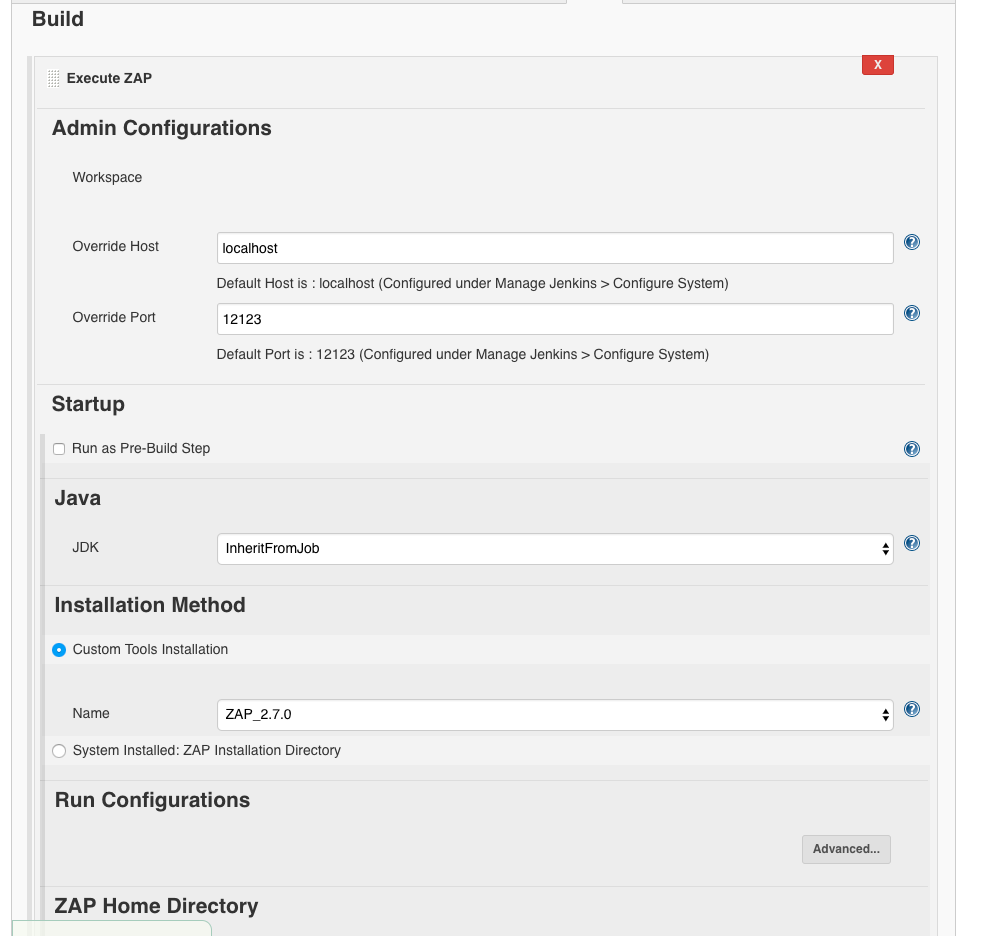 Build
X
Execute ZAP
Admin Configurations
Workspace
Override Host
localhost
?
Default Host is : localhost (Configured under Manage Jenkins > Configure System)
Override Port
12123
?
Default Port is : 12123 (Configured under Manage Jenkins > Configure System)
Startup
Run as Pre-Build Step
?
Java
JDK
InheritFromJob
?
Installation Method
Custom Tools Installation
Name
ZAP_2.7.0
?
System Installed: ZAP Installation Directory
Run Configurations
Advanced...
ZAP Home Directory